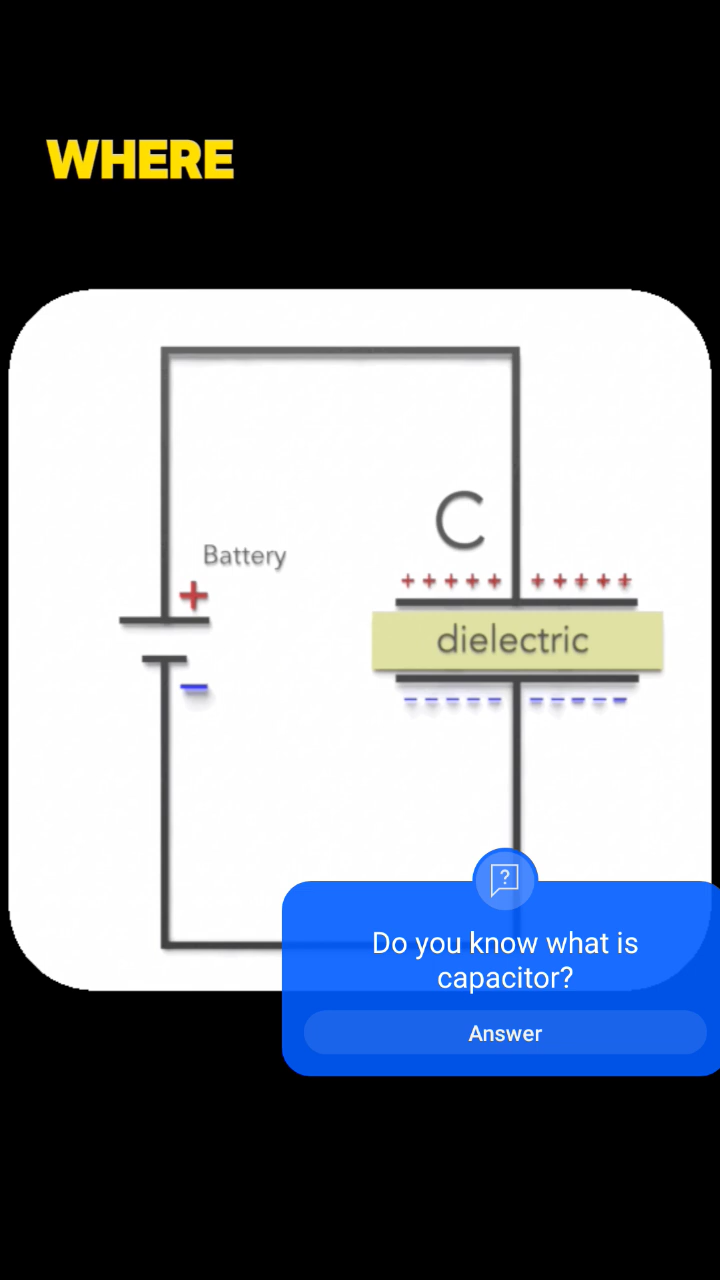 WHERE
Battery
+
−
C
+ + + + + + + + + +
dielectric
− − − − − − − − − −
?
Do you know what is
capacitor?
Answer